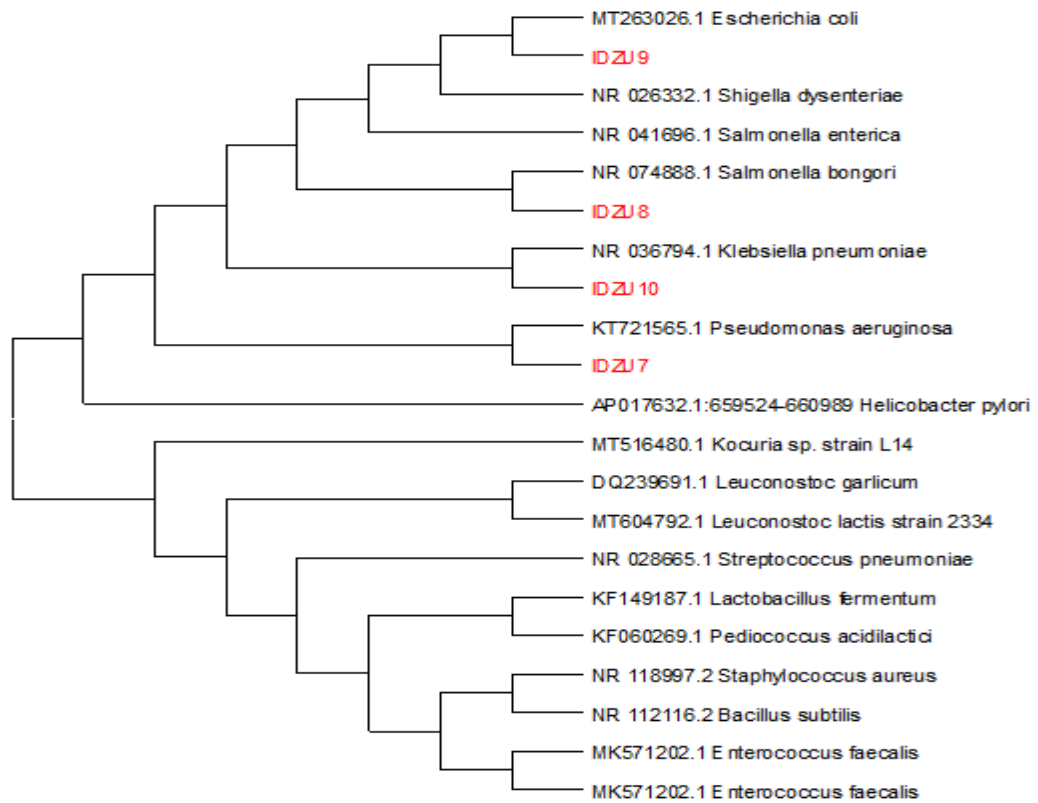 MT263026.1 Escherichia coli
IDZU9
NR 026332.1 Shigella dysenteriae
NR 041696.1 Salmonella enterica
NR 074888.1 Salmonella bongori
IDZU8
NR 036794.1 Klebsiella pneumoniae
IDZU10
KT721565.1 Pseudomonas aeruginosa
IDZU7
AP017632.1:659524-660989 Helicobacter pylori
MT516480.1 Kocuria sp. strain L14
DQ239691.1 Leuconostoc garlicum
MT604792.1 Leuconostoc lactis strain 2334
NR 028665.1 Streptococcus pneumoniae
KF149187.1 Lactobacillus fermentum
KF060269.1 Pediococcus acidilactici
NR 118997.2 Staphylococcus aureus
NR 112116.2 Bacillus subtilis
MK571202.1 Enterococcus faecalis
MK571202.1 Enterococcus faecalis